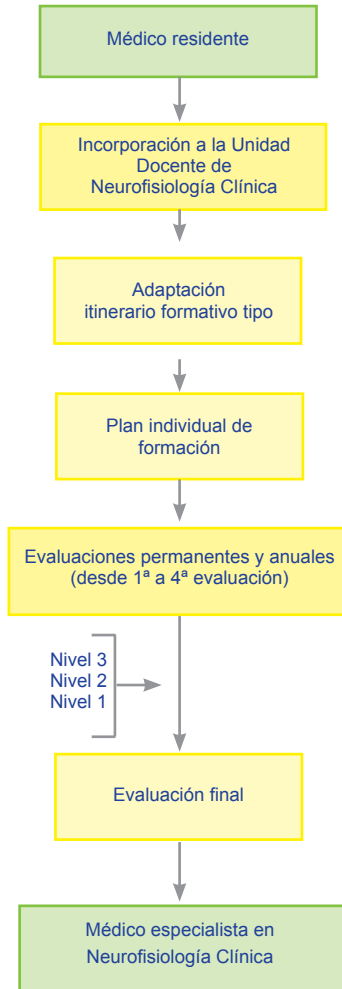 Médico residente
Incorporación a la Unidad
Docente de
Neurofisiología Clínica
Adaptación
itinerario formativo tipo
Plan individual de
formación
Evaluaciones permanentes y anuales
(desde 1ª a 4ª evaluación)
Nivel 3
Nivel 2
Nivel 1
Evaluación final
Médico especialista en
Neurofisiología Clínica